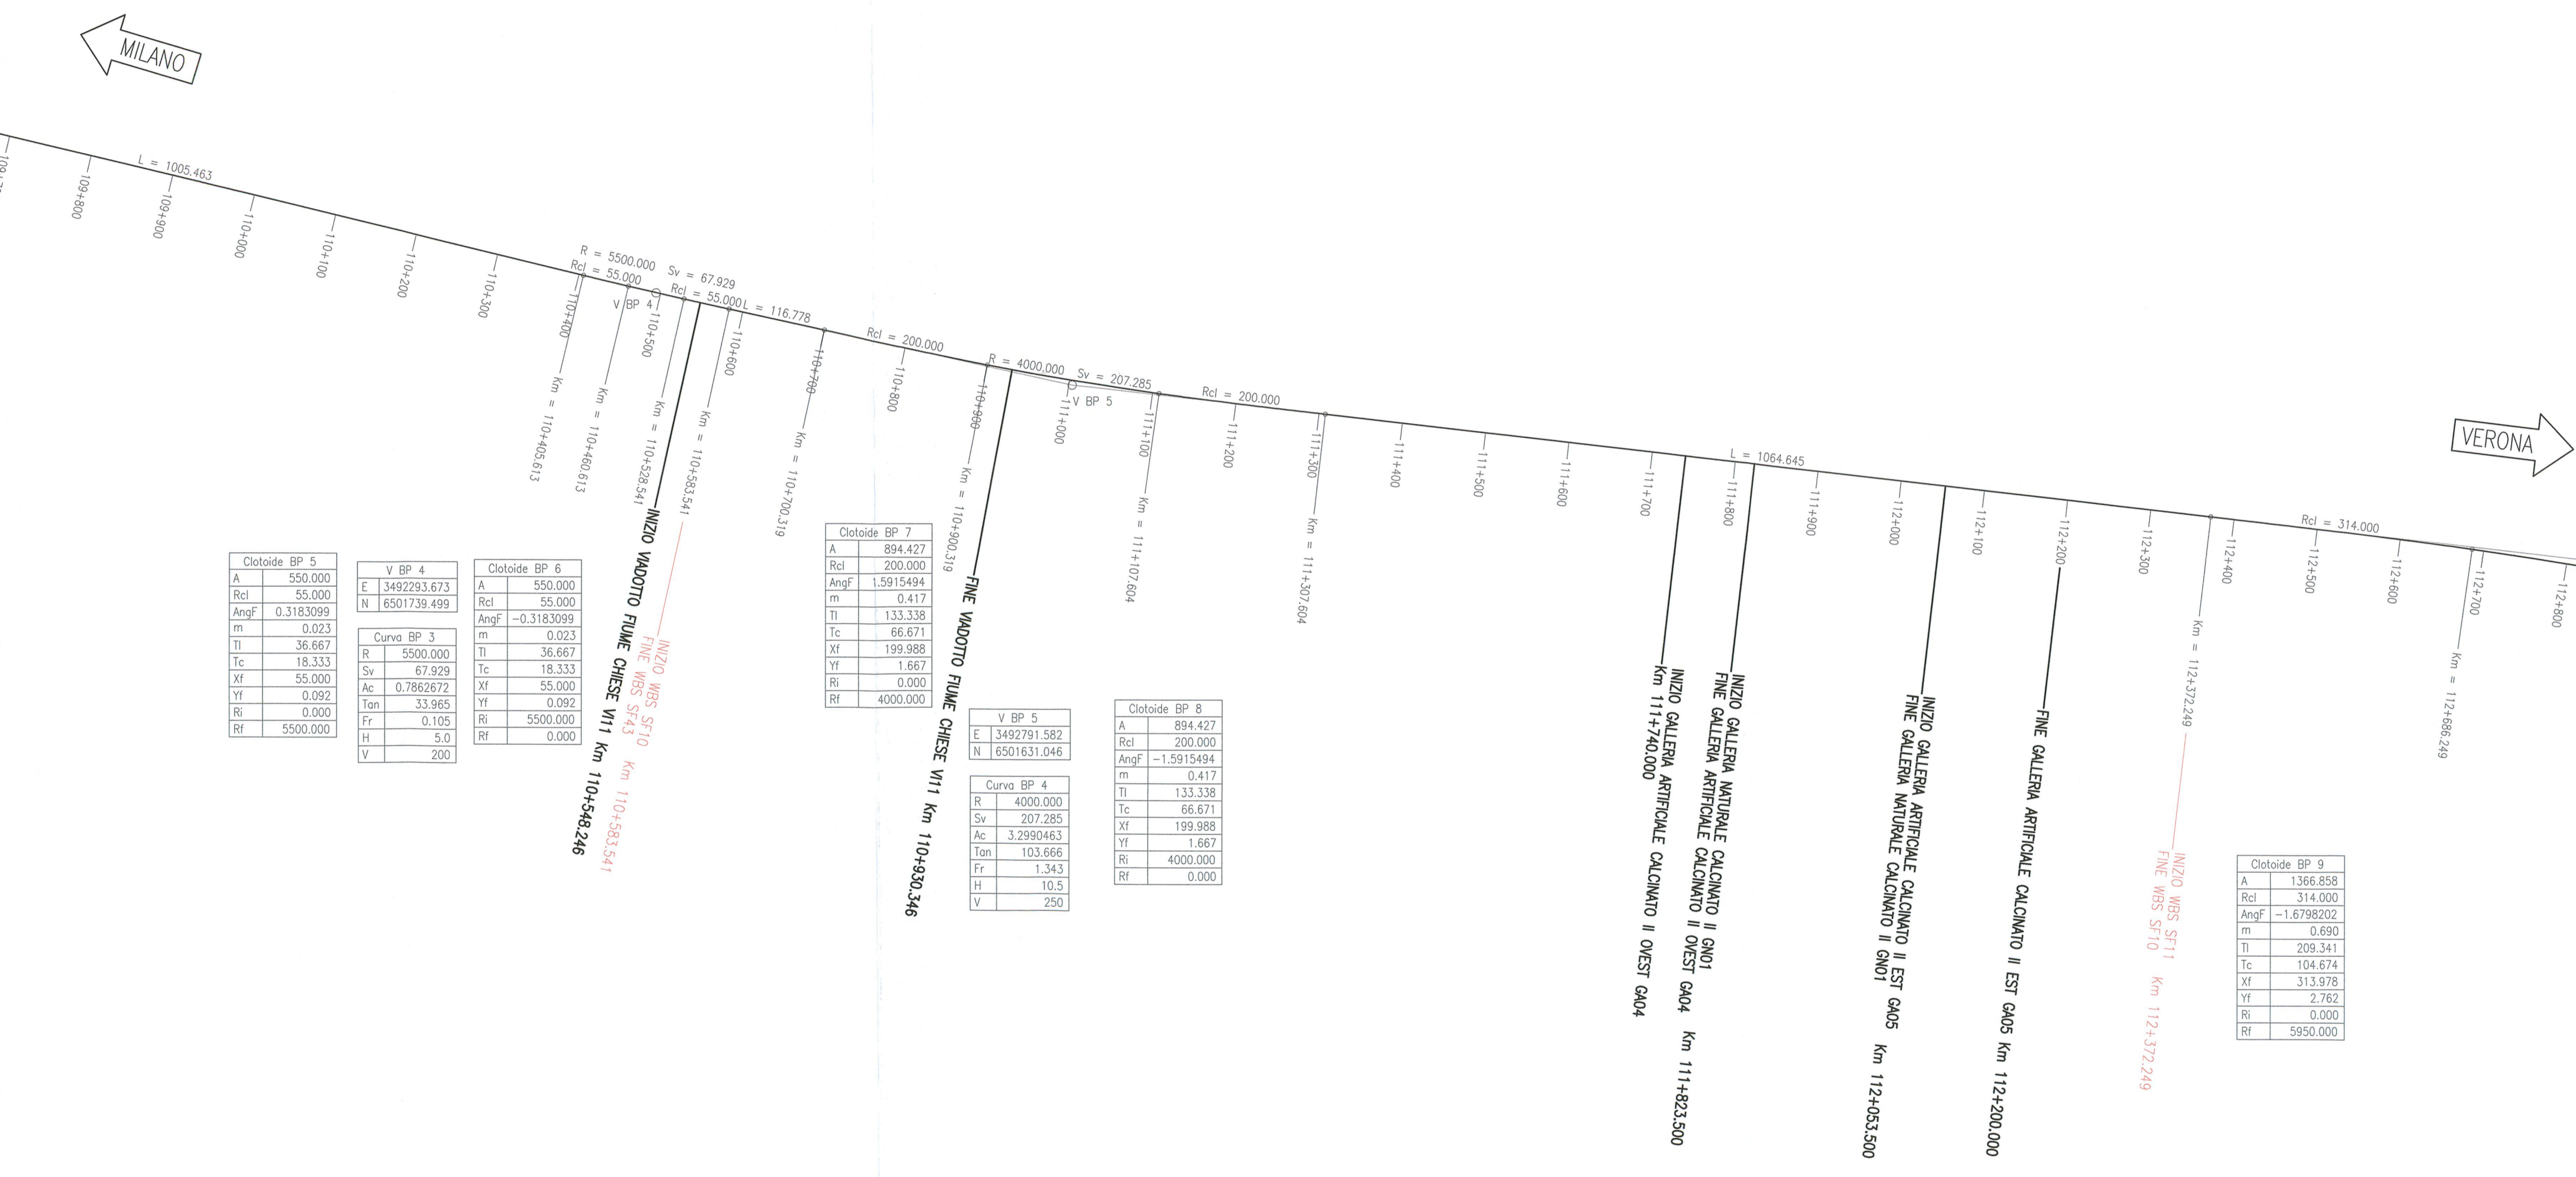 MILANO
VERONA
L = 1005.463
R = 5500.000 Sv = 67.929
Rcl = 55.000
Rcl = 55.000
L = 116.778
V BP 4
Rcl = 200.000
R = 4000.000 Sv = 207.285
V BP 5
Rcl = 200.000
L = 1064.645
Rcl = 314.000
109+800
109+900
110+000
110+100
110+200
110+300
110+400
110+500
110+600
110+700
110+800
110+900
111+000
111+100
111+200
111+300
111+400
111+500
111+600
111+700
111+800
111+900
112+000
112+100
112+200
112+300
112+400
112+500
112+600
112+700
112+800
Km = 110+405.613
Km = 110+460.613
Km = 110+528.541
Km = 110+583.541
Km = 110+700.319
Km = 110+900.319
Km = 111+107.604
Km = 111+307.604
Km = 112+372.249
Km = 112+686.249
INIZIO VIADOTTO FIUME CHIESE VI11 Km 110+548.246
INIZIO WBS SF10
FINE WBS SF43 Km 110+583.541
FINE VIADOTTO FIUME CHIESE VI11 Km 110+930.346
INIZIO GALLERIA ARTIFICIALE CALCINATO II OVEST GA04
Km 111+740.000
INIZIO GALLERIA NATURALE CALCINATO II GN01
FINE GALLERIA ARTIFICIALE CALCINATO II OVEST GA04 Km 111+823.500
INIZIO GALLERIA ARTIFICIALE CALCINATO II EST GA05
FINE GALLERIA NATURALE CALCINATO II GN01 Km 112+053.500
FINE GALLERIA ARTIFICIALE CALCINATO II EST GA05 Km 112+200.000
INIZIO WBS SF11
FINE WBS SF10 Km 112+372.249
Clotoide BP 5
A 550.000
Rcl 55.000
AngF 0.3183099
m 0.023
Tl 36.667
Tc 18.333
Xf 55.000
Yf 0.092
Ri 0.000
Rf 5500.000
V BP 4
E 3492293.673
N 6501739.499
Curva BP 3
R 5500.000
Sv 67.929
Ac 0.7862672
Tan 33.965
Fr 0.105
H 5.0
V 200
Clotoide BP 6
A 550.000
Rcl 55.000
AngF -0.3183099
m 0.023
Tl 36.667
Tc 18.333
Xf 55.000
Yf 0.092
Ri 5500.000
Rf 0.000
Clotoide BP 7
A 894.427
Rcl 200.000
AngF 1.5915494
m 0.417
Tl 133.338
Tc 66.671
Xf 199.988
Yf 1.667
Ri 0.000
Rf 4000.000
V BP 5
E 3492791.582
N 6501631.046
Curva BP 4
R 4000.000
Sv 207.285
Ac 3.2990463
Tan 103.666
Fr 1.343
H 10.5
V 250
Clotoide BP 8
A 894.427
Rcl 200.000
AngF -1.5915494
m 0.417
Tl 133.338
Tc 66.671
Xf 199.988
Yf 1.667
Ri 4000.000
Rf 0.000
Clotoide BP 9
A 1366.858
Rcl 314.000
AngF -1.6798202
m 0.690
Tl 209.341
Tc 104.674
Xf 313.978
Yf 2.762
Ri 0.000
Rf 5950.000